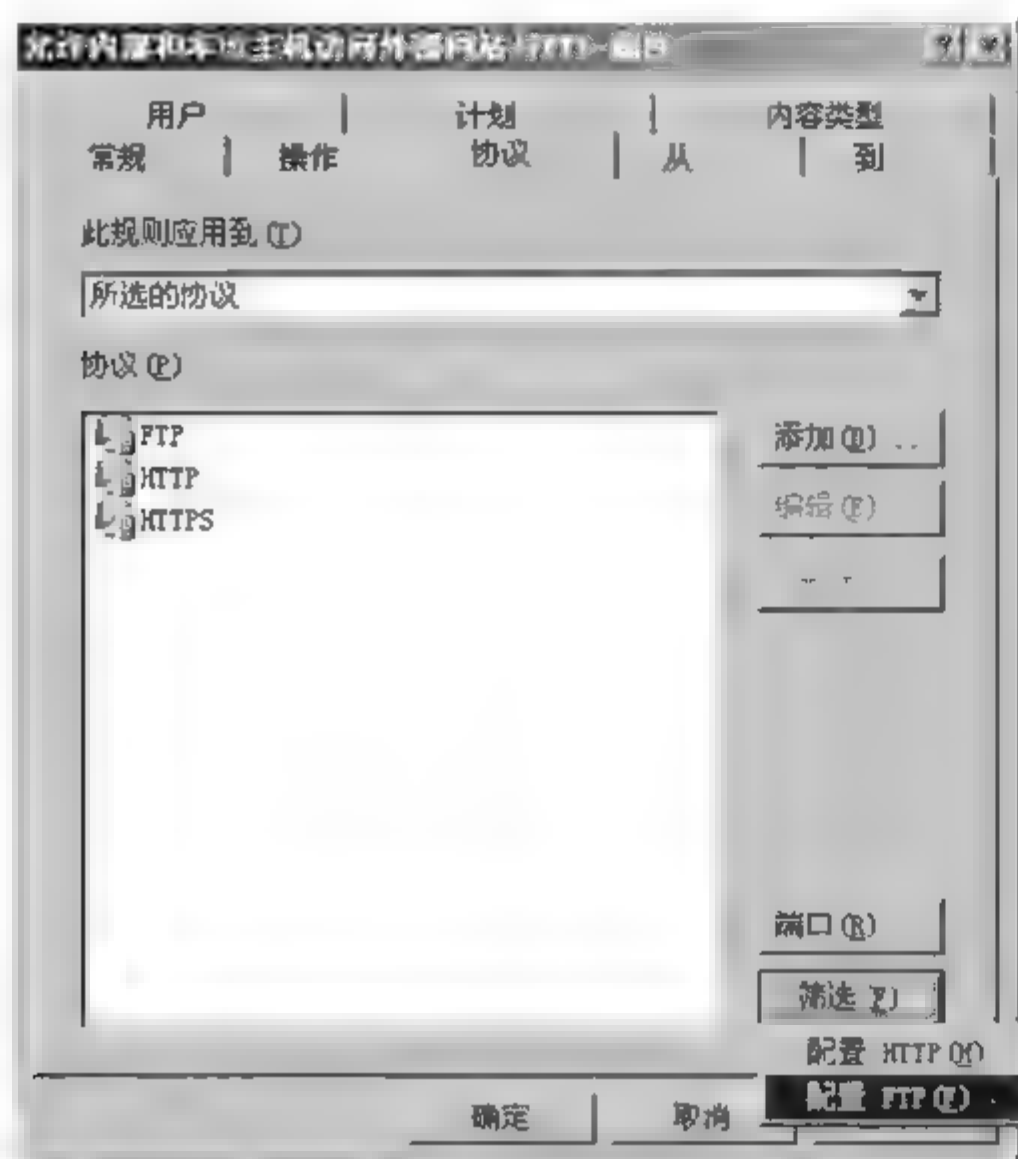 用户 计划 内容类型
常规 操作 协议 从 到
此规则应用到(T)
所选的协议
协议(P)
FTP
HTTP
HTTPS
添加(D)..
编辑(E)
端口(R)
筛选 F)
配置 HTTP(H)
配置 FTP(F)
确定 取消